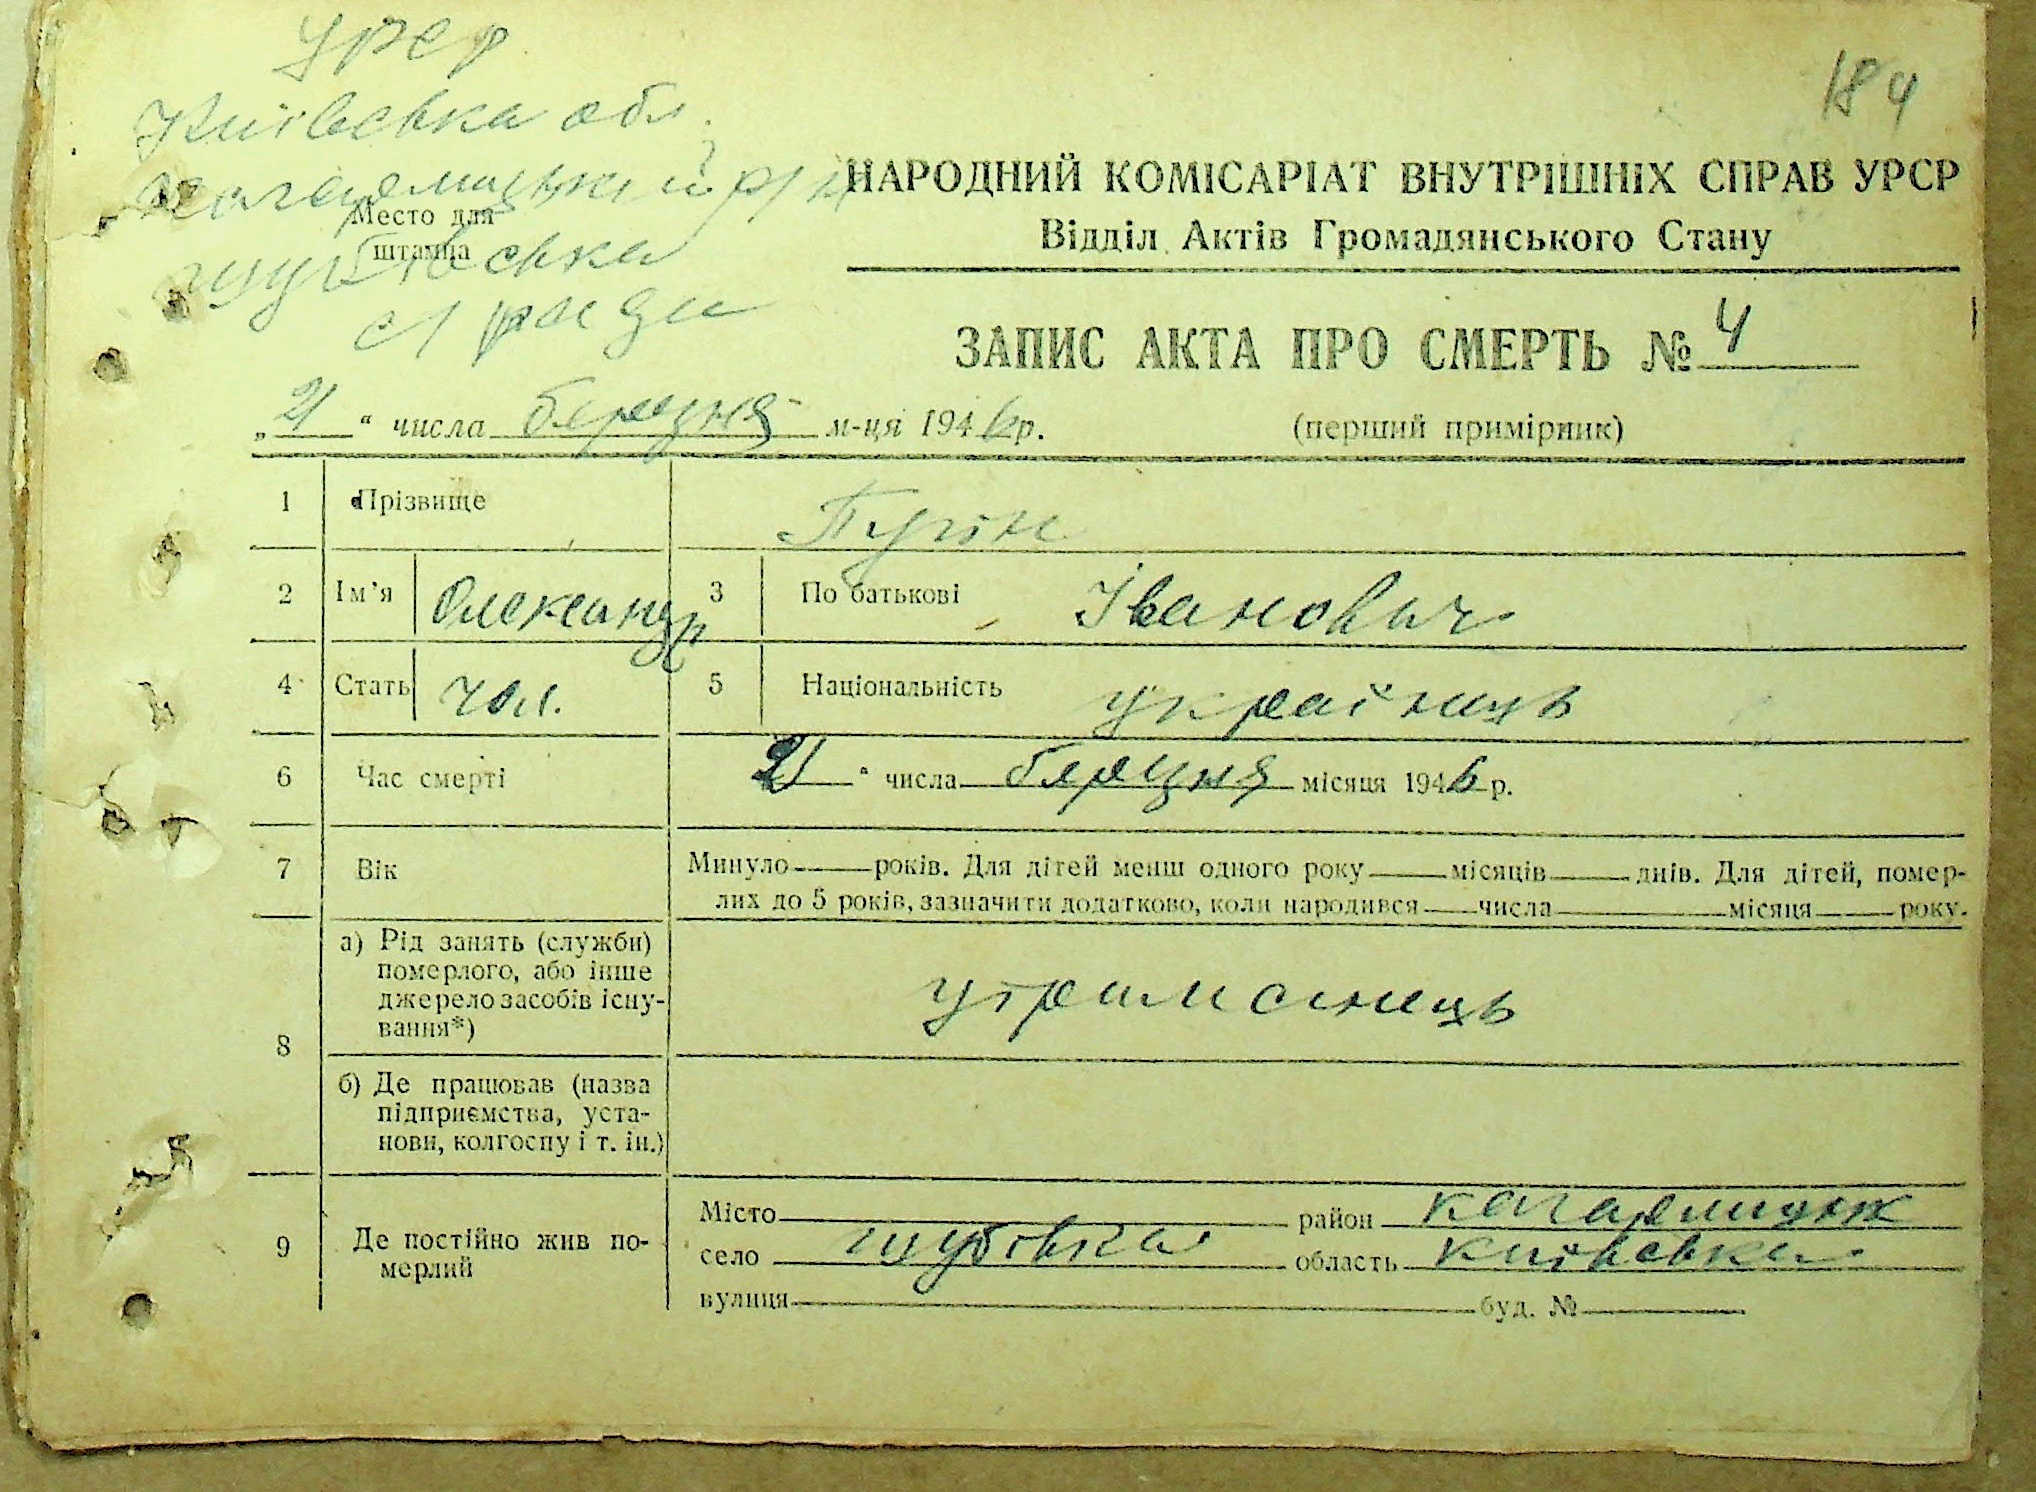 УРСР
Київська обл.
Кагарлицький р/н
184
НАРОДНИЙ КОМІСАРІАТ ВНУТРІШНІХ СПРАВ УРСР
Відділ Актів Громадянського Стану
Место для
штампа
с/ради
ЗАПИС АКТА ПРО СМЕРТЬ № 4
„21“ числа березня м-ця 1946 р. (перший примірник)
1 Прізвище
2 Ім'я Олександр 3 По батькові Іванович
4 Стать чол. 5 Національність українець
6 Час смерті 21 “ числа березня місяця 1946 р.
7 Вік Минуло років. Для дітей менш одного року місяців днів. Для дітей, помер-
лих до 5 років, зазначити додатково, коли народився числа місяця року.
8 а) Рід занять (служби)
померлого, або інше
джерело засобів існу-
вання*)
утриманець
б) Де працював (назва
підприємства, уста-
нови, колгоспу і т. ін.)
9 Де постійно жив по-
мерлий
Місто район Кагарлицьк
село область Київська
вулиця буд. №